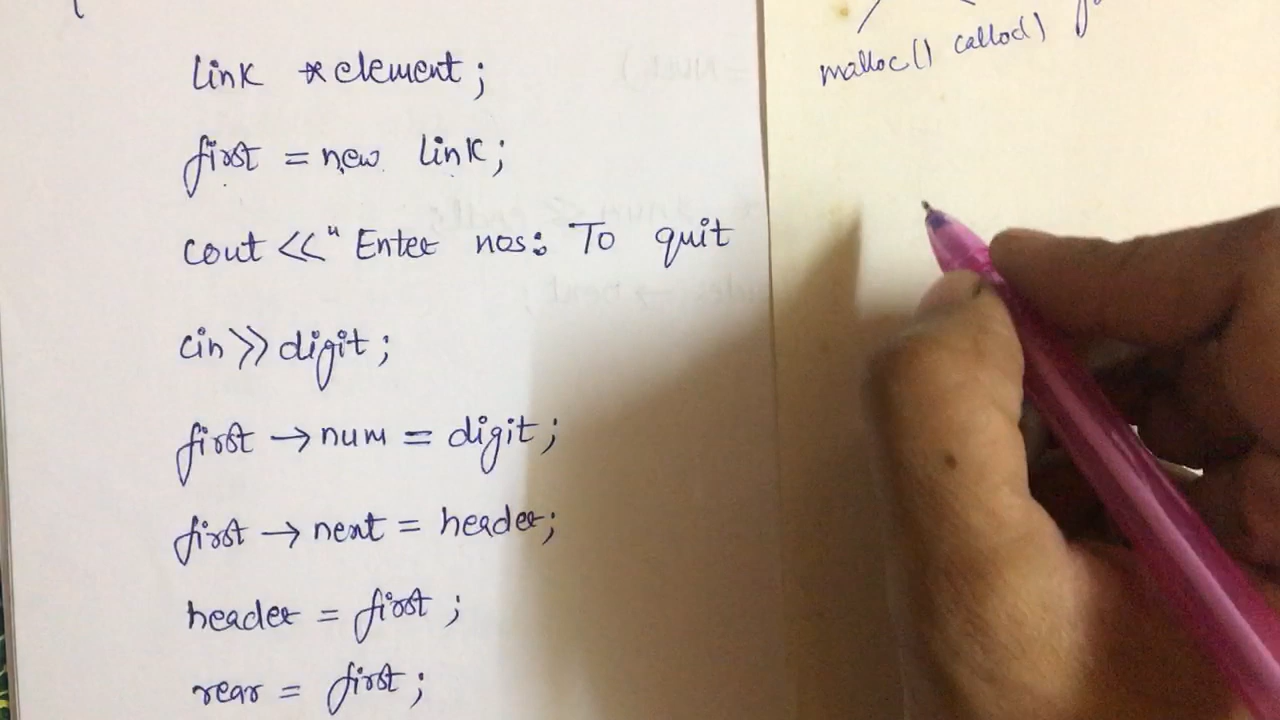 link *element;
first = new link;
cout << " Enter nos: To quit
cin >> digit;
first → num = digit;
first → next = header;
header = first ;
rear = first ;
malloc() calloc()